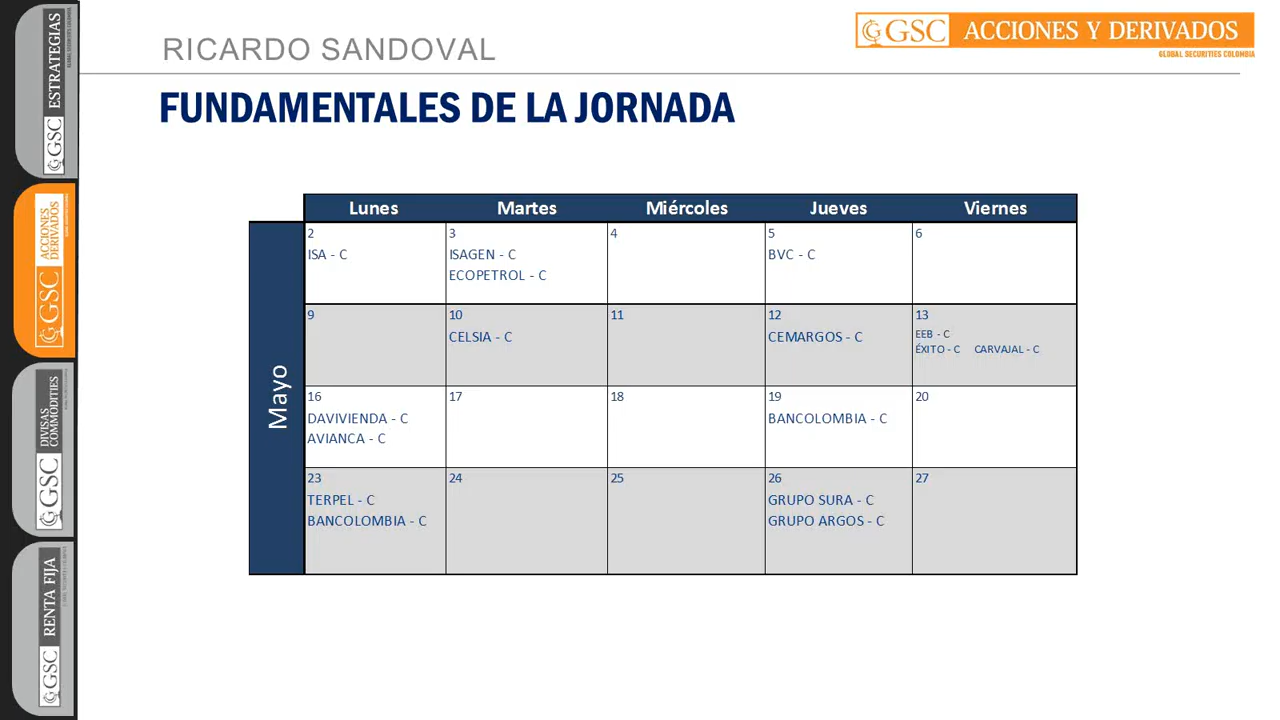 RICARDO SANDOVAL
GSC ACCIONES Y DERIVADOS
GLOBAL SECURITIES COLOMBIA
FUNDAMENTALES DE LA JORNADA
GSC ESTRATEGIAS
GSC ACCIONES DERIVADOS
GSC DIVISAS COMMODITIES
GSC RENTA FIJA
Lunes Martes Miércoles Jueves Viernes
Mayo
2 3 4 5 6
ISA - C ISAGEN - C BVC - C
ECOPETROL - C
9 10 11 12 13
CELSIA - C CEMARGOS - C EEB - C
ÉXITO - C CARVAJAL - C
16 17 18 19 20
DAVIVIENDA - C BANCOLOMBIA - C
AVIANCA - C
23 24 25 26 27
TERPEL - C GRUPO SURA - C
BANCOLOMBIA - C GRUPO ARGOS - C